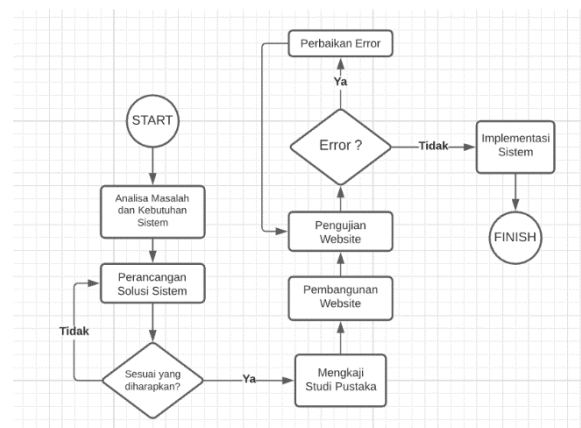 START
Analisa Masalah
dan Kebutuhan
Sistem
Perancangan
Solusi Sistem
Tidak
Sesuai yang
diharapkan?
Ya
Mengkaji
Studi Pustaka
Pembangunan
Website
Pengujian
Website
Error ?
Ya
Perbaikan Error
Tidak
Implementasi
Sistem
FINISH